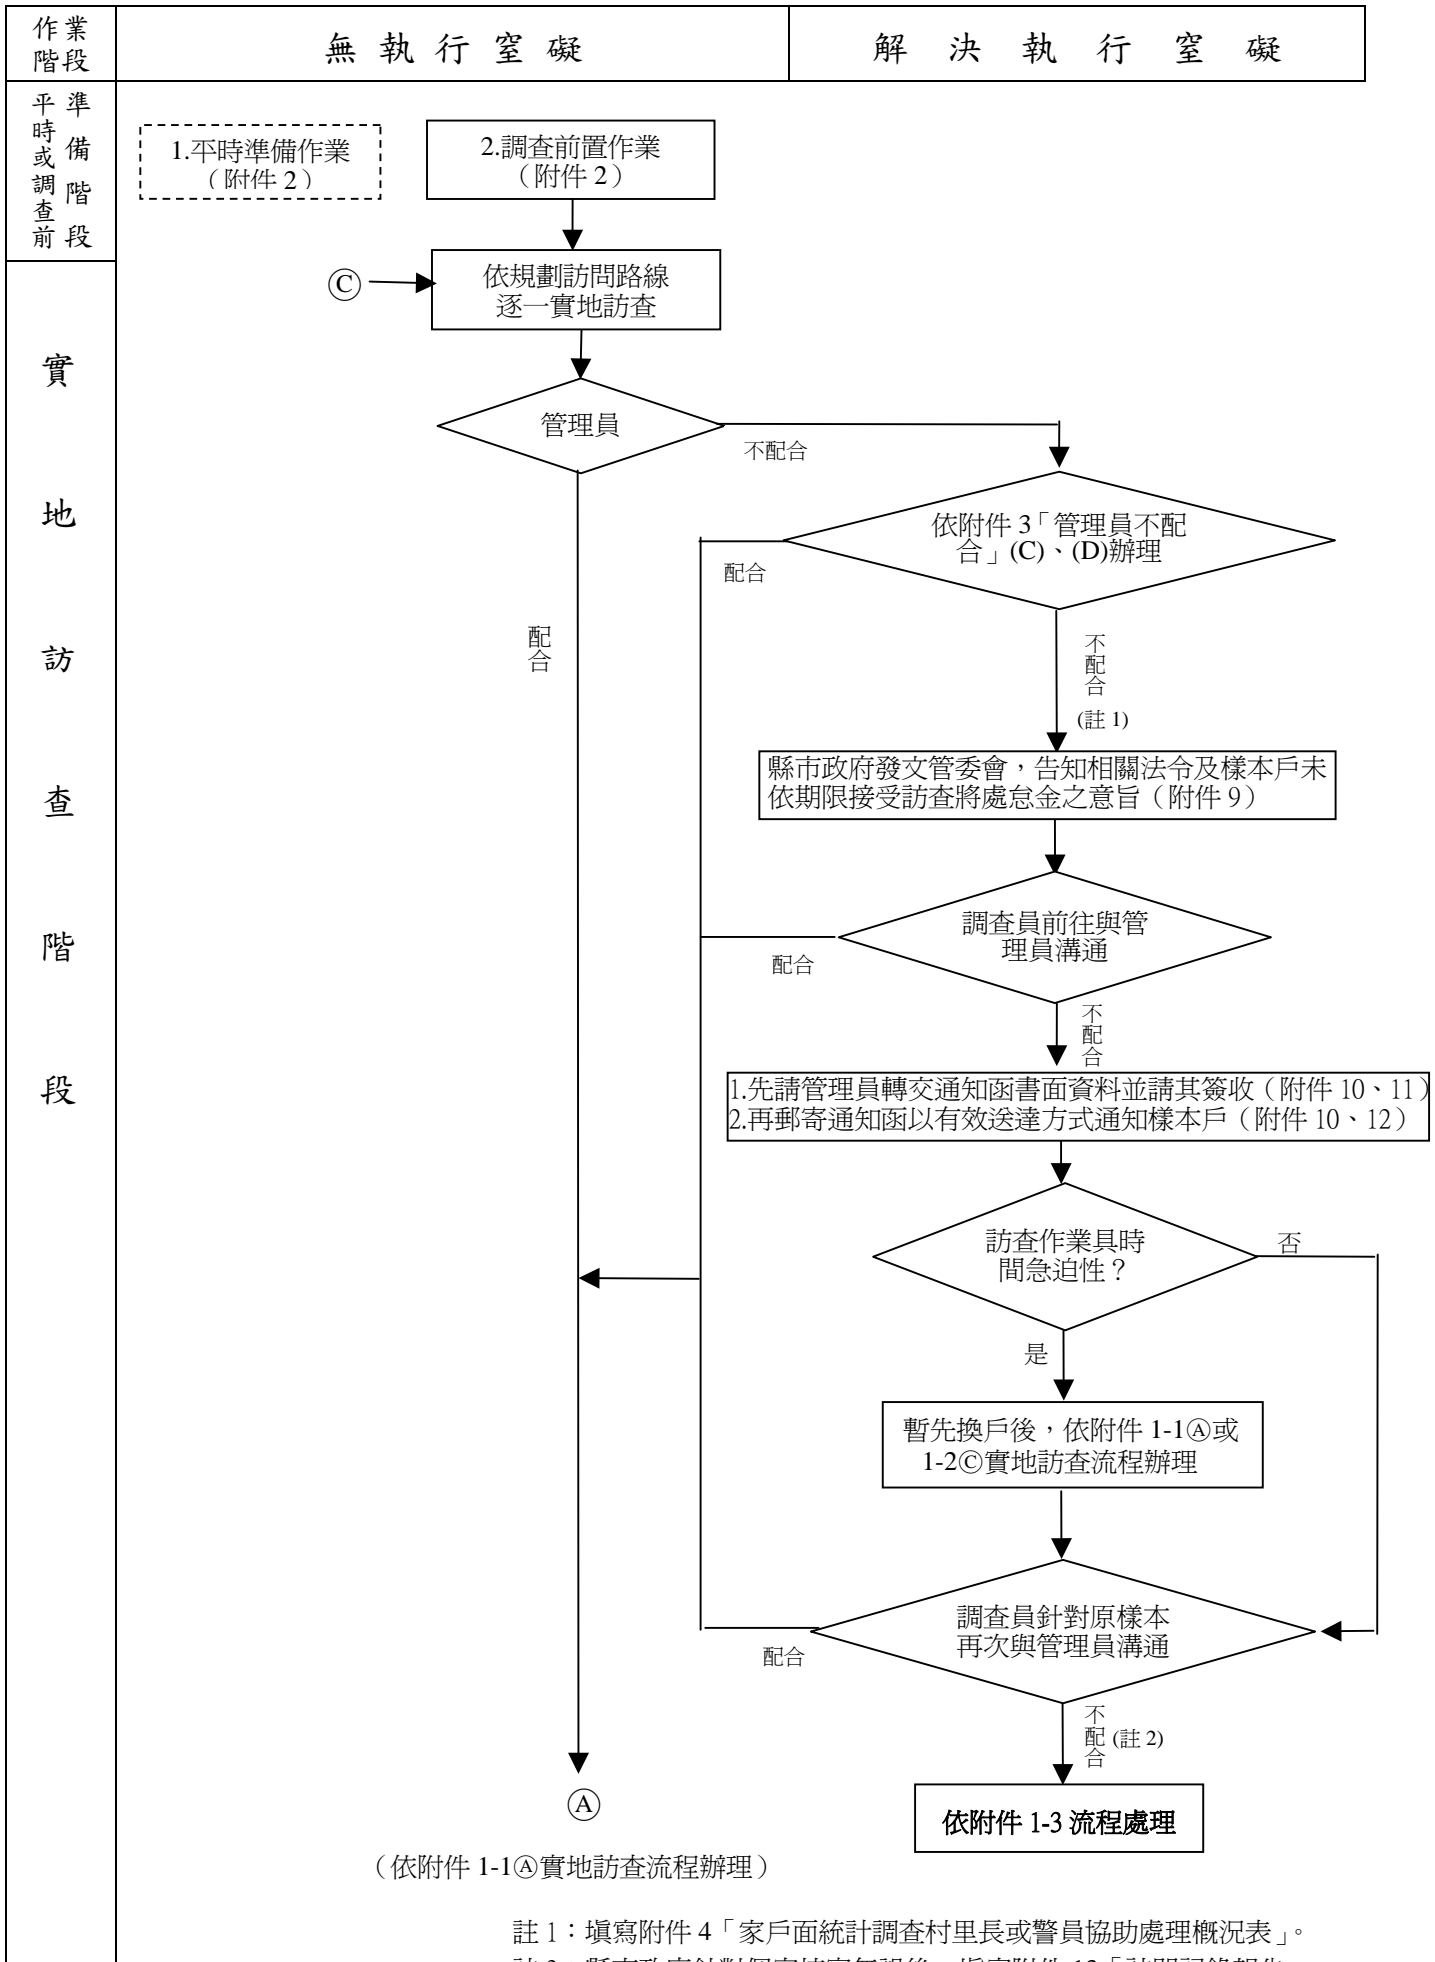 作業
階段
無執行窒礙
解決執行窒礙
準備階段
平時或調查前
1.平時準備作業
（附件 2）
2.調查前置作業
（附件 2）
Ⓒ
依規劃訪問路線
逐一實地訪查
實地訪查階段
管理員
不配合
依附件 3「管理員不配
合」(C)、(D)辦理
配合
配合
不配合
(註 1)
縣市政府發文管委會，告知相關法令及樣本戶未
依期限接受訪查將處怠金之意旨（附件 9）
調查員前往與管
理員溝通
配合
不配合
1.先請管理員轉交通知函書面資料並請其簽收（附件 10、11）
2.再郵寄通知函以有效送達方式通知樣本戶（附件 10、12）
訪查作業具時
間急迫性？
否
是
暫先換戶後，依附件 1-1Ⓐ或
1-2Ⓒ實地訪查流程辦理
調查員針對原樣本
再次與管理員溝通
配合
不配合
(註 2)
Ⓐ
依附件 1-3 流程處理
（依附件 1-1Ⓐ實地訪查流程辦理）
註 1：填寫附件 4「家戶面統計調查村里長或警員協助處理概況表」。